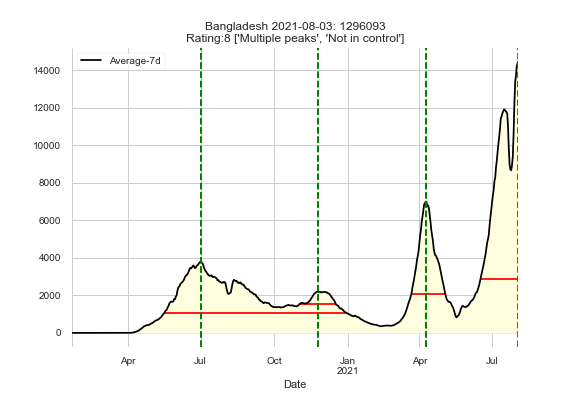 Bangladesh 2021-08-03: 1296093
Rating:8 ['Multiple peaks', 'Not in control']
Average-7d
14000
12000
10000
8000
6000
4000
2000
0
Apr Jul Oct Jan Apr Jul
2021
Date